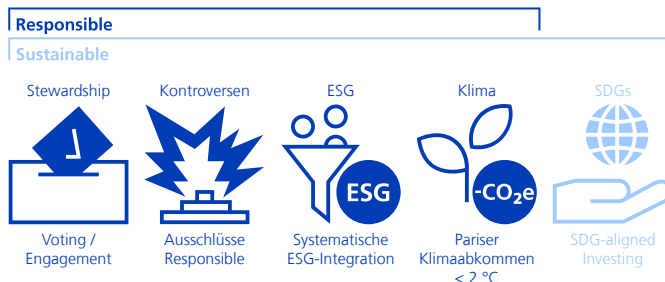 Responsible
Sustainable
Stewardship
Kontroversen
ESG
Klima
SDGs
ESG
-CO₂e
Voting /
Engagement
Ausschlüsse
Responsible
Systematische
ESG-Integration
Pariser
Klimaabkommen
< 2 °C
SDG-aligned
Investing